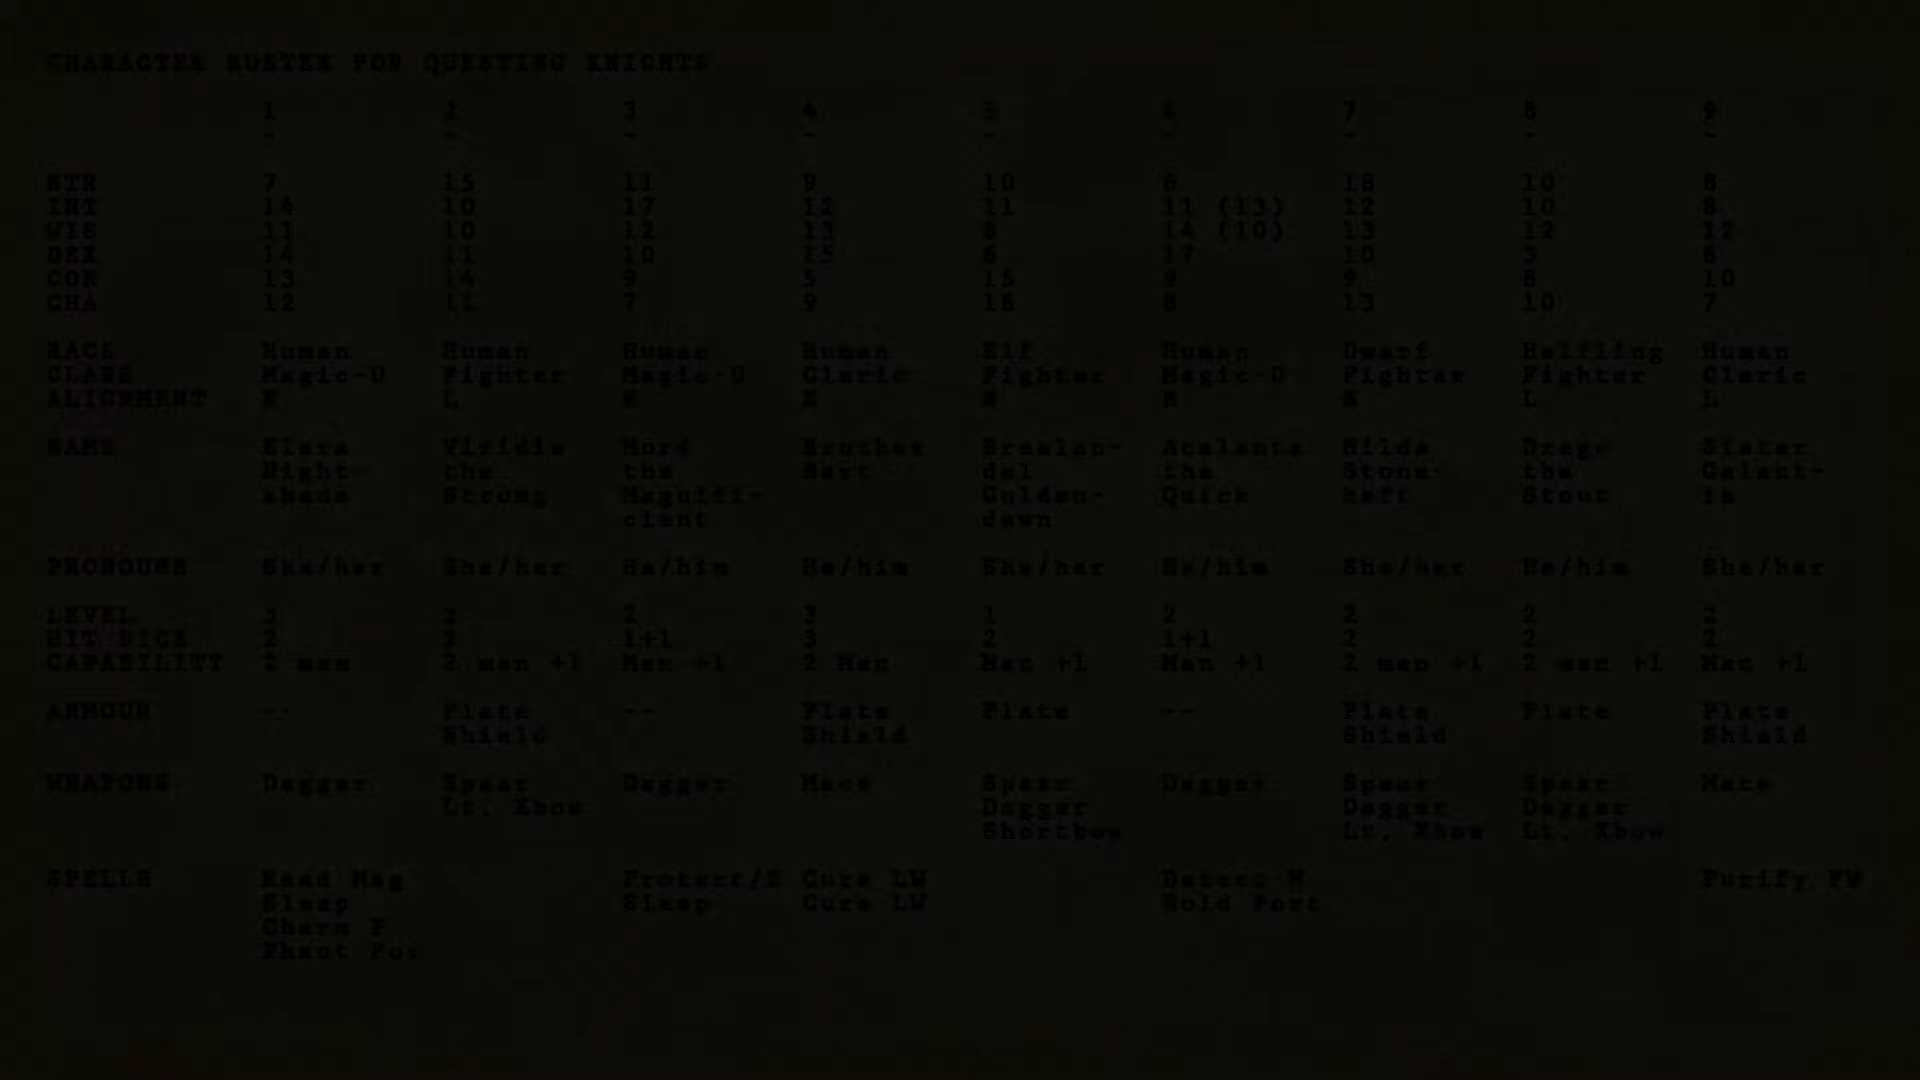 CHARACTER ROSTER FOR QUESTING KNIGHTS
1 2 3 4 5 6 7 8 9
- - - - - - - - -
STR 7 15 11 9 10 6 18 10 8
INT 14 10 17 12 11 11 (13) 12 10 8
WIS 11 10 12 13 8 14 (10) 13 12 12
DEX 14 11 10 15 6 17 10 3 8
CON 13 14 9 5 15 9 9 8 10
CHA 12 11 7 9 18 8 13 10 7
RACE Human Human Human Human Elf Human Dwarf Halfling Human
CLASS Magic-U Fighter Magic-U Cleric Fighter Magic-U Fighter Fighter Cleric
ALIGNMENT L L L
NAME Viridis Mord Brother Atalanta Hilda Sister
Night- the the Bart dal the Stone- the Galant-
shade Strong Magnifi- Golden- Quick haft Stout ia
cient dawn
PRONOUNS She/her She/her He/him He/him She/her He/him She/her He/him She/her
LEVEL 3 2 2 3 1 2 2 2 2
HIT DICE 2 2 1+1 3 2 1+1 2 2 2
CAPABILITY 2 men 2 men +1 Man +1 2 Men Man +1 Man +1 2 men +1 2 men +1 Man +1
ARMOUR -- Plate -- Plate Plate -- Plate Plate Plate
Shield Shield Shield Shield
WEAPONS Dagger Spear Dagger Mace Spear Dagger Spear Spear Mace
Lt. Xbow Dagger Dagger Dagger
Shortbow Lt. Xbow Lt. Xbow
SPELLS Read Mag Protect/E Cure LW Detect M Purify FW
Sleep Sleep Cure LW Hold Port
Charm P
Phant For